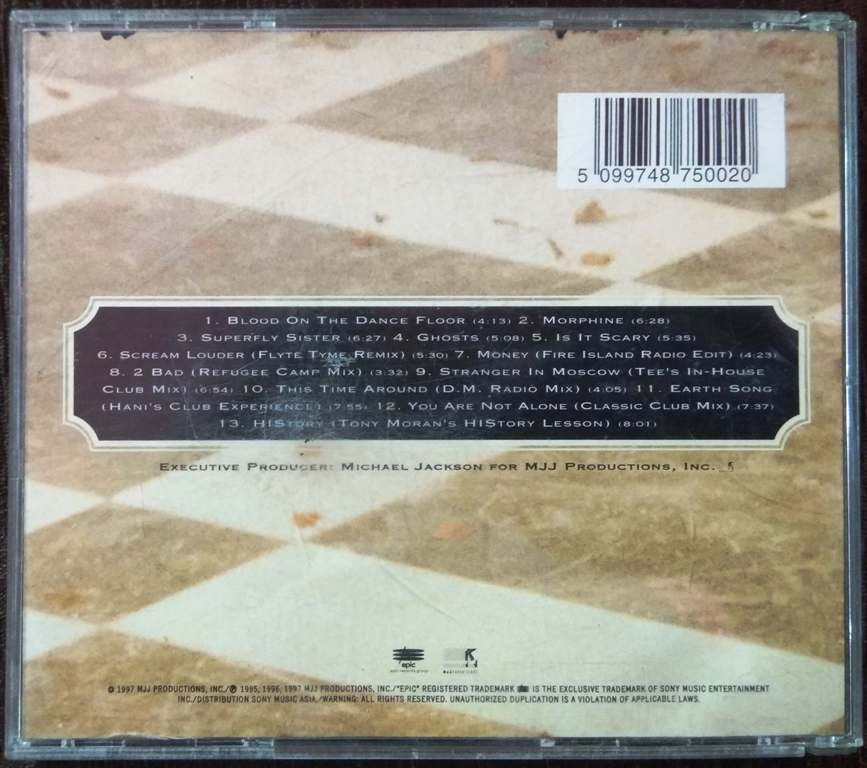 5 099748 750020
1. Blood On The Dance Floor (4:13) 2. Morphine (6:28)
3. Superfly Sister (6:27) 4. Ghosts (5:08) 5. Is It Scary (5:35)
6. Scream Louder (Flyte Tyme Remix) (5:30) 7. Money (Fire Island Radio Edit) (4:23)
8. 2 Bad (Refugee Camp Mix) (3:32) 9. Stranger In Moscow (Tee's In-House
Club Mix) (6:54) 10. This Time Around (D.M. Radio Mix) (4:05) 11. Earth Song
(Hani's Club Experience) (7:55) 12. You Are Not Alone (Classic Club Mix) (7:37)
13. HIStory (Tony Moran's HIStory Lesson) (8:01)
Executive Producer: Michael Jackson for MJJ Productions, Inc.
epic
© 1997 MJJ PRODUCTIONS, INC./℗ 1995, 1996, 1997 MJJ PRODUCTIONS, INC./"EPIC" REGISTERED TRADEMARK IS THE EXCLUSIVE TRADEMARK OF SONY MUSIC ENTERTAINMENT
INC./DISTRIBUTION SONY MUSIC ASIA./WARNING: ALL RIGHTS RESERVED. UNAUTHORIZED DUPLICATION IS A VIOLATION OF APPLICABLE LAWS.